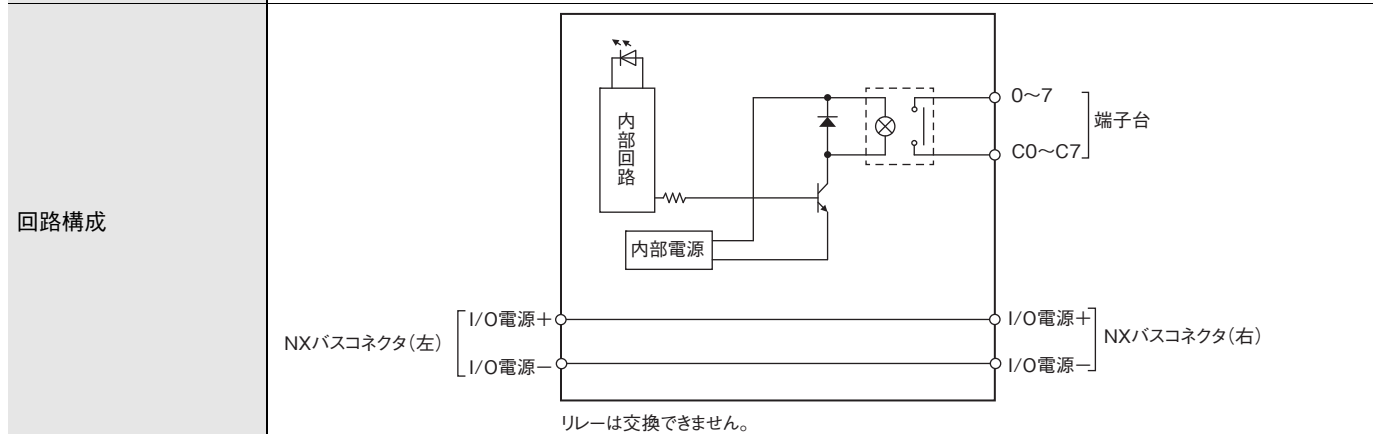 回路構成
内部回路
内部電源
0～7
C0～C7
端子台
NXバスコネクタ（左）
I/O電源＋
I/O電源－
I/O電源＋
I/O電源－
NXバスコネクタ（右）
リレーは交換できません。